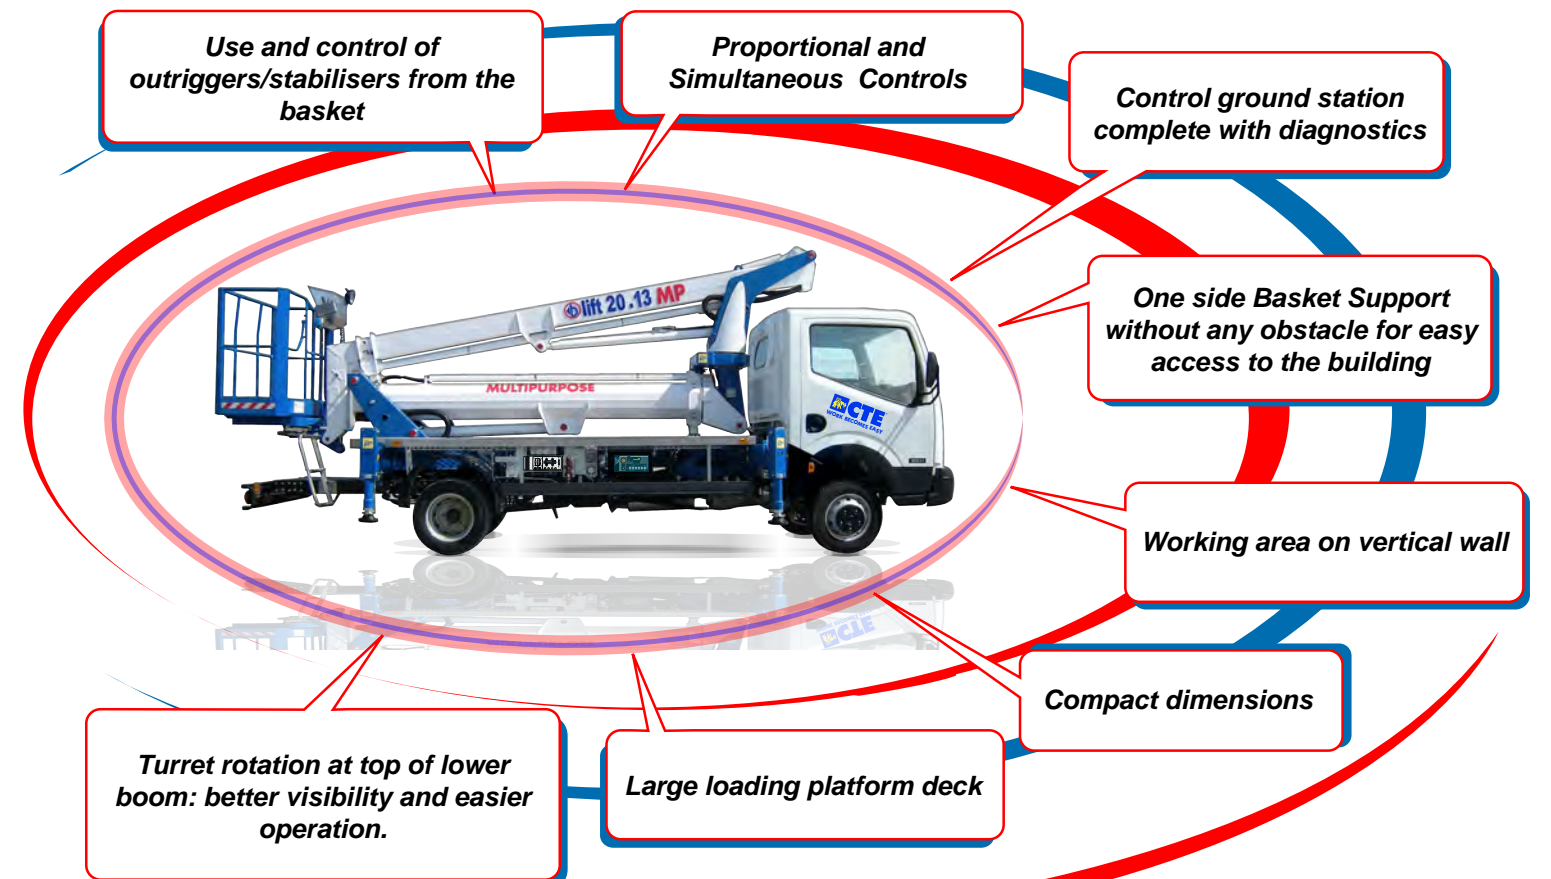 Use and control of
outriggers/stabilisers from the
basket
Proportional and
Simultaneous Controls
Control ground station
complete with diagnostics
One side Basket Support
without any obstacle for easy
access to the building
Working area on vertical wall
Compact dimensions
Large loading platform deck
Turret rotation at top of lower
boom: better visibility and easier
operation.
lift 20.13 MP
MULTIPURPOSE
CTE
WORK BECOMES EASY